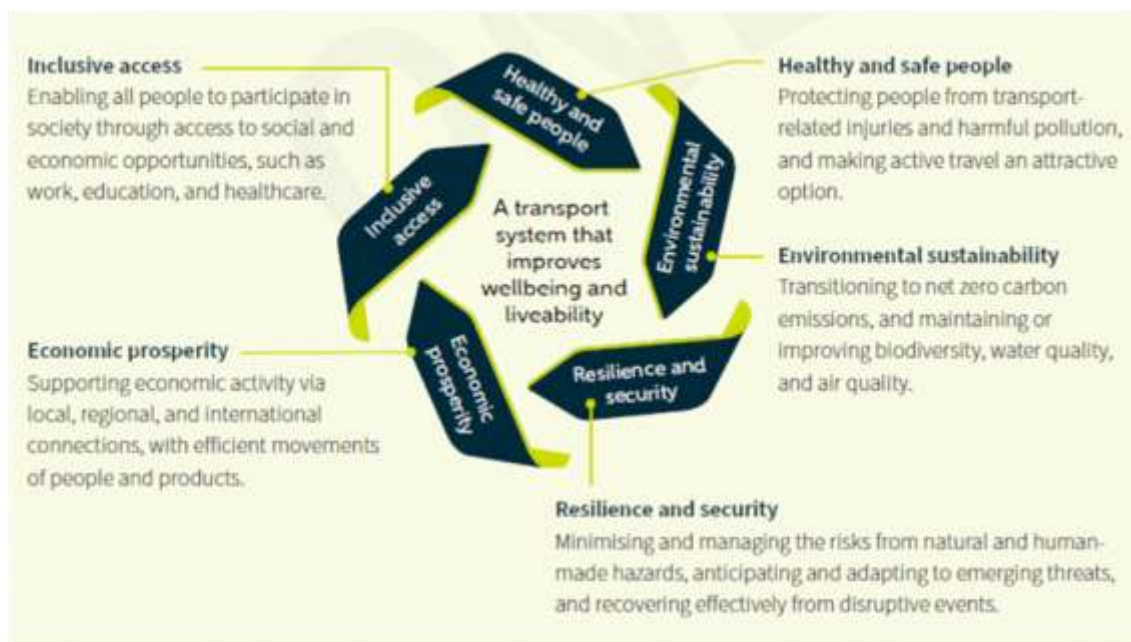 Inclusive access
Enabling all people to participate in
society through access to social and
economic opportunities, such as
work, education, and healthcare.
Healthy and safe people
Protecting people from transport-
related injuries and harmful pollution,
and making active travel an attractive
option.
Healthy and
safe people
Inclusive
access
Environmental
sustainability
A transport
system that
improves
wellbeing and
liveability
Environmental sustainability
Transitioning to net zero carbon
emissions, and maintaining or
improving biodiversity, water quality,
and air quality.
Economic prosperity
Supporting economic activity via
local, regional, and international
connections, with efficient movements
of people and products.
Economic
prosperity
Resilience and
security
Resilience and security
Minimising and managing the risks from natural and human-
made hazards, anticipating and adapting to emerging threats,
and recovering effectively from disruptive events.